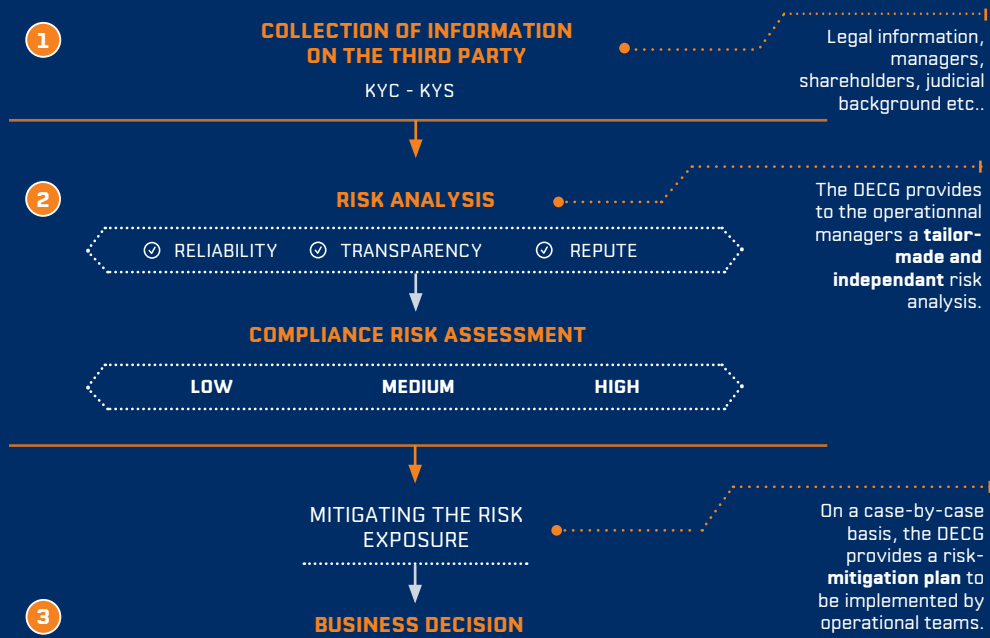 1
COLLECTION OF INFORMATION
ON THE THIRD PARTY
KYC - KYS
Legal information,
managers,
shareholders, judicial
background etc..
2
RISK ANALYSIS
RELIABILITY TRANSPARENCY REPUTE
The DECG provides
to the operationnal
managers a tailor-
made and
independant risk
analysis.
COMPLIANCE RISK ASSESSMENT
LOW MEDIUM HIGH
MITIGATING THE RISK
EXPOSURE
On a case-by-case
basis, the DECG
provides a risk-
mitigation plan to
be implemented by
operational teams.
3
BUSINESS DECISION